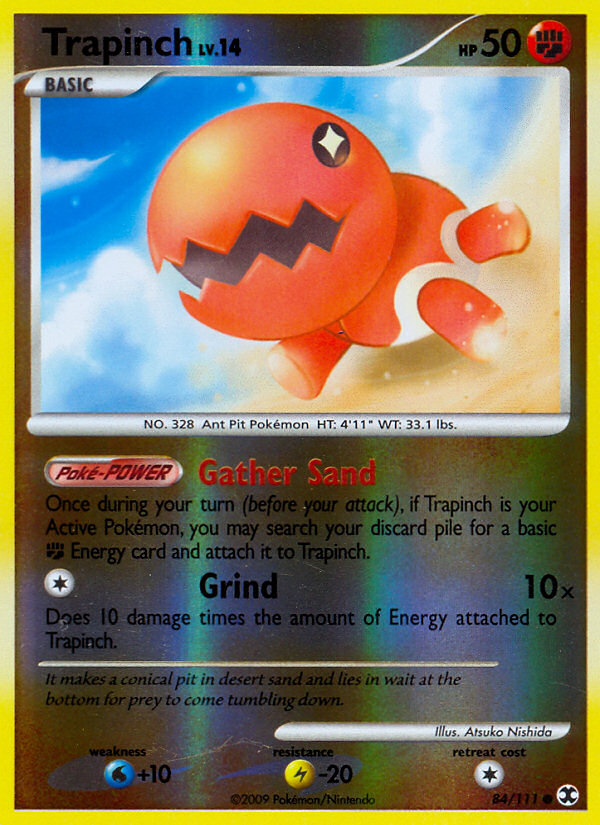 Trapinch LV.14 HP 50
BASIC
NO. 328 Ant Pit Pokémon HT: 4'11" WT: 33.1 lbs.
Poké-POWER Gather Sand
Once during your turn (before your attack), if Trapinch is your
Active Pokémon, you may search your discard pile for a basic
Energy card and attach it to Trapinch.
Grind 10x
Does 10 damage times the amount of Energy attached to
Trapinch.
It makes a conical pit in desert sand and lies in wait at the
bottom for prey to come tumbling down.
Illus. Atsuko Nishida
weakness resistance retreat cost
+10 -20
©2009 Pokémon/Nintendo 84/111